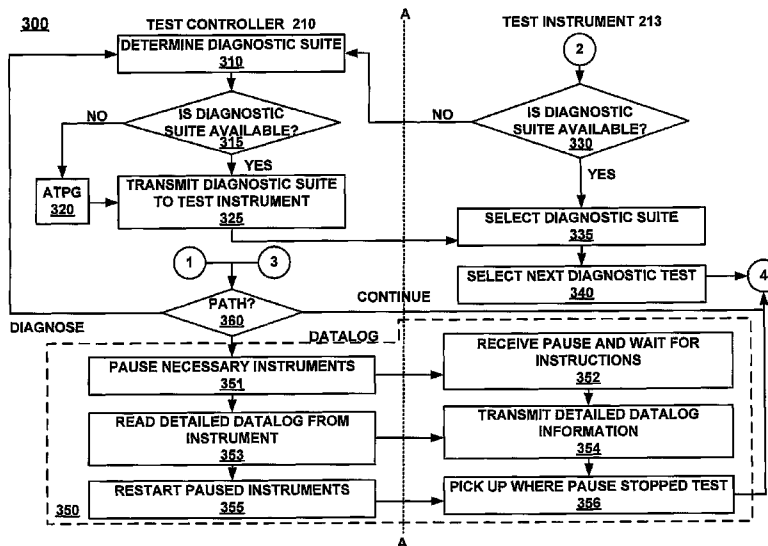 300
TEST CONTROLLER 210
A
TEST INSTRUMENT 213
DETERMINE DIAGNOSTIC SUITE
310
2
NO
IS
DIAGNOSTIC
SUITE AVAILABLE?
315
NO
IS DIAGNOSTIC
SUITE AVAILABLE?
330
YES
YES
ATPG
320
TRANSMIT DIAGNOSTIC SUITE
TO TEST INSTRUMENT
325
SELECT DIAGNOSTIC SUITE
335
1
3
4
SELECT NEXT DIAGNOSTIC TEST
340
PATH?
360
CONTINUE
DIAGNOSE
DATALOG
PAUSE NECESSARY INSTRUMENTS
351
RECEIVE PAUSE AND WAIT FOR
INSTRUCTIONS
352
READ DETAILED DATALOG FROM
INSTRUMENT
353
TRANSMIT DETAILED DATALOG
INFORMATION
354
RESTART PAUSED INSTRUMENTS
355
PICK UP WHERE PAUSE STOPPED TEST
356
350
A